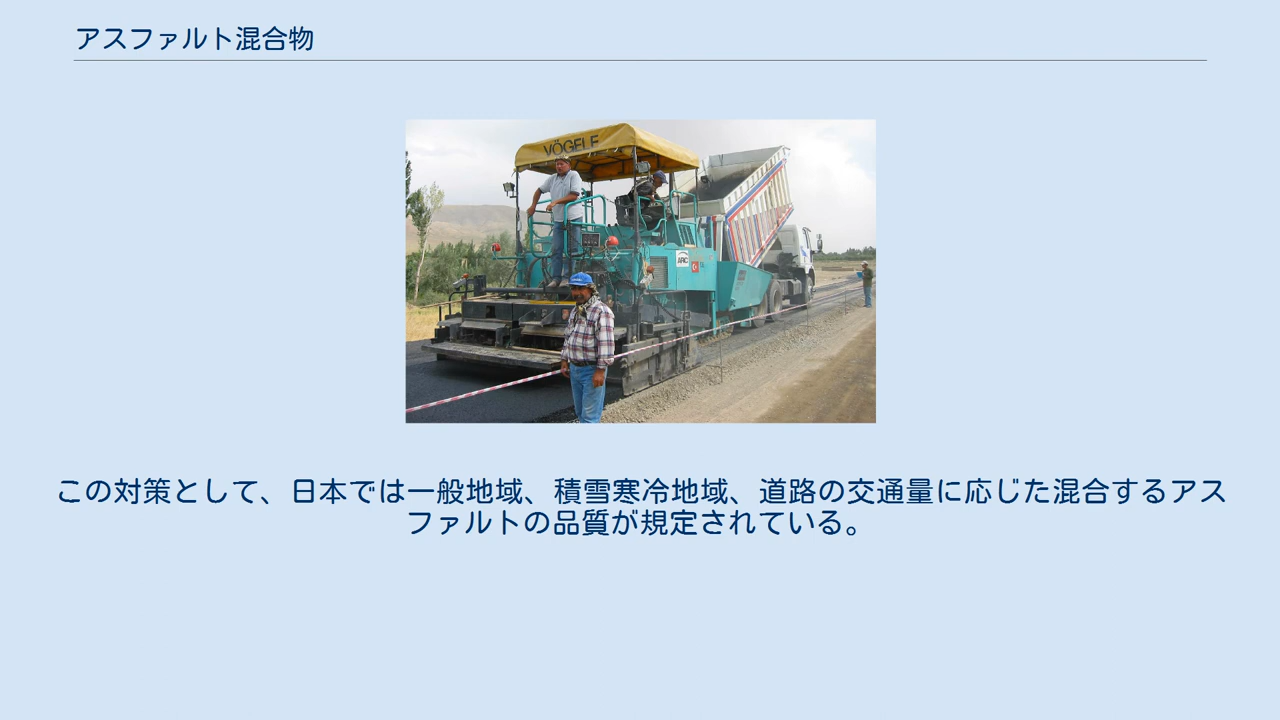 アスファルト混合物
VÖGELE
ARC
この対策として、日本では一般地域、積雪寒冷地域、道路の交通量に応じた混合するアス
ファルトの品質が規定されている。